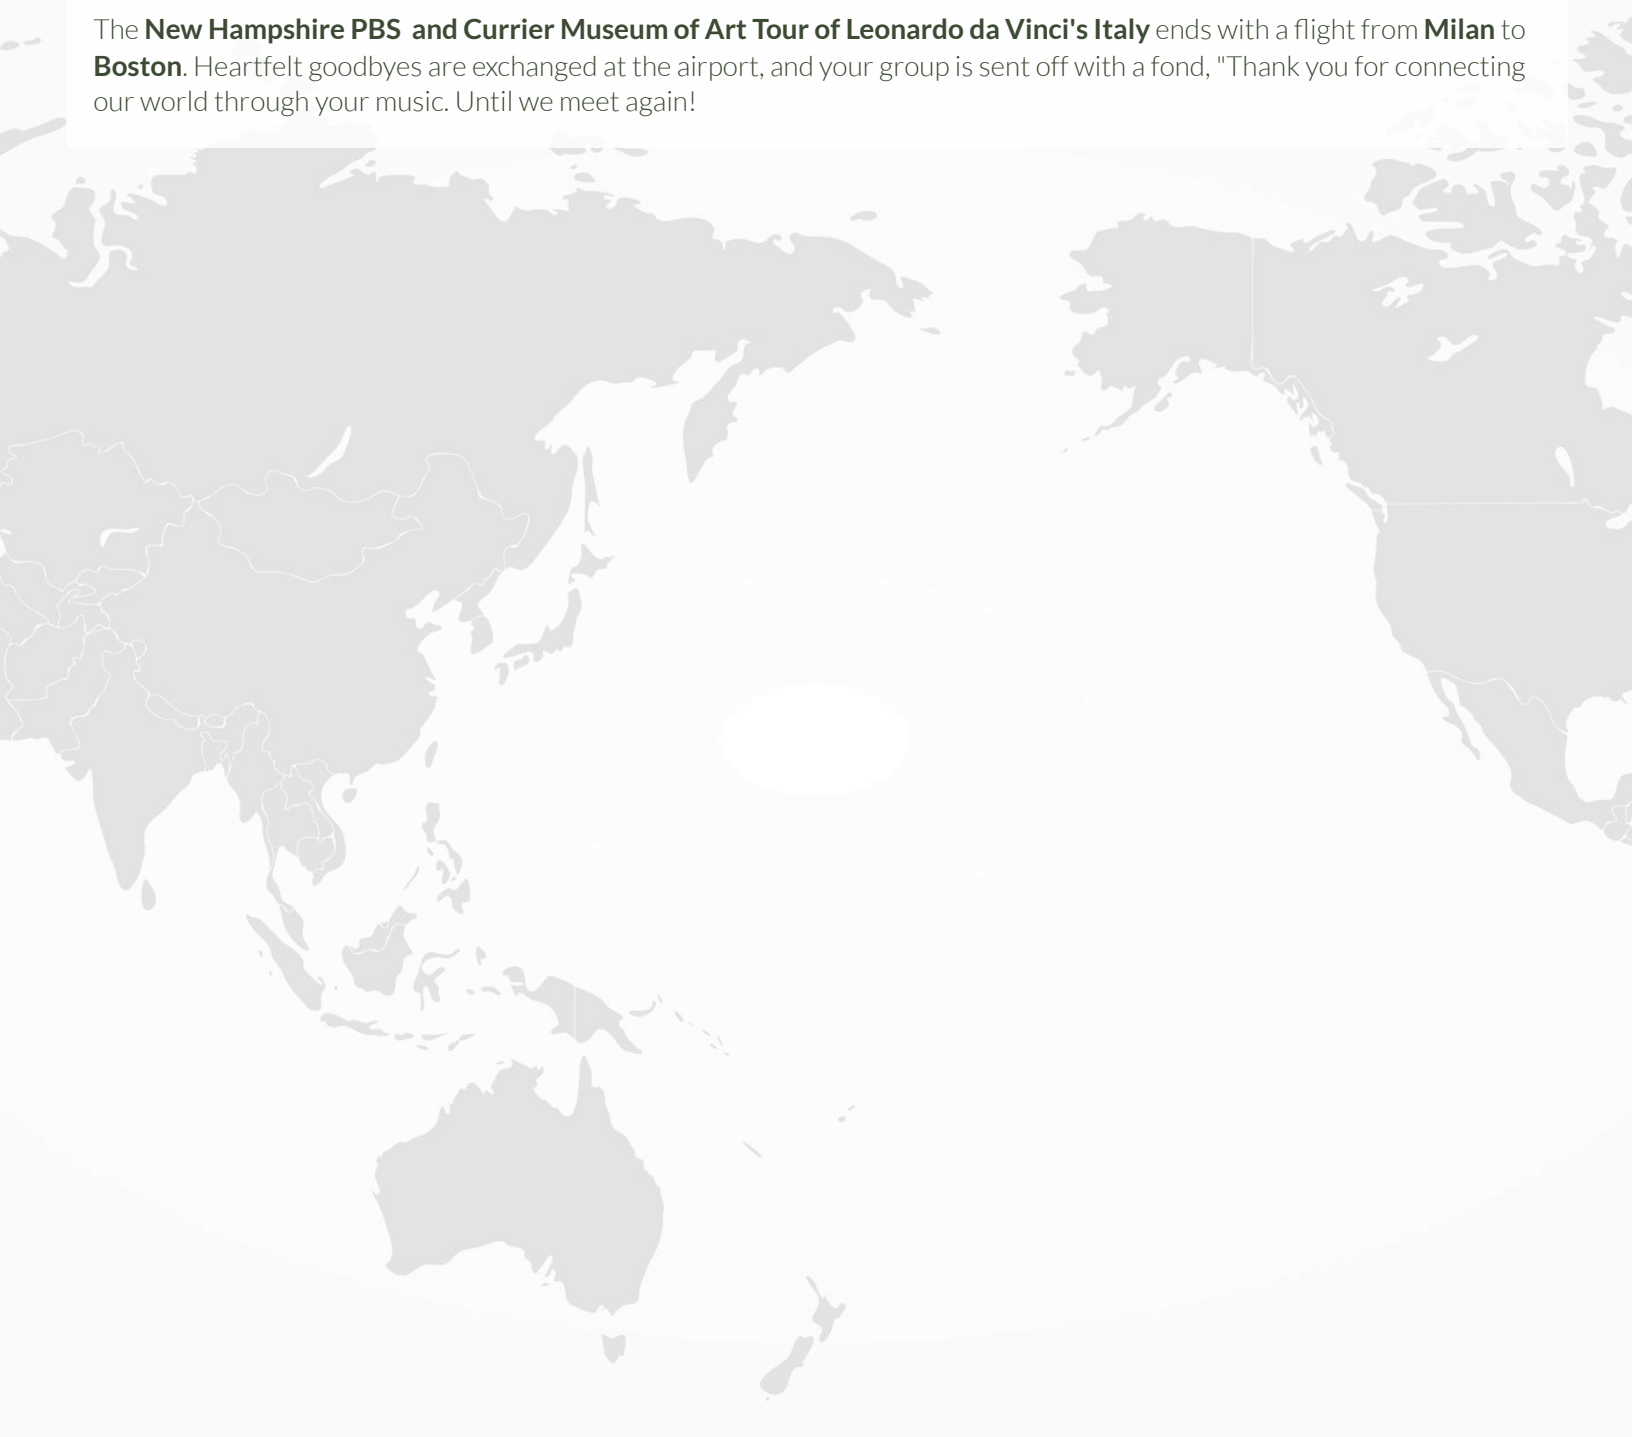 The New Hampshire PBS  and Currier Museum of Art Tour of Leonardo da Vinci's Italy ends with a flight from Milan to
Boston. Heartfelt goodbyes are exchanged at the airport, and your group is sent off with a fond, "Thank you for connecting
our world through your music. Until we meet again!